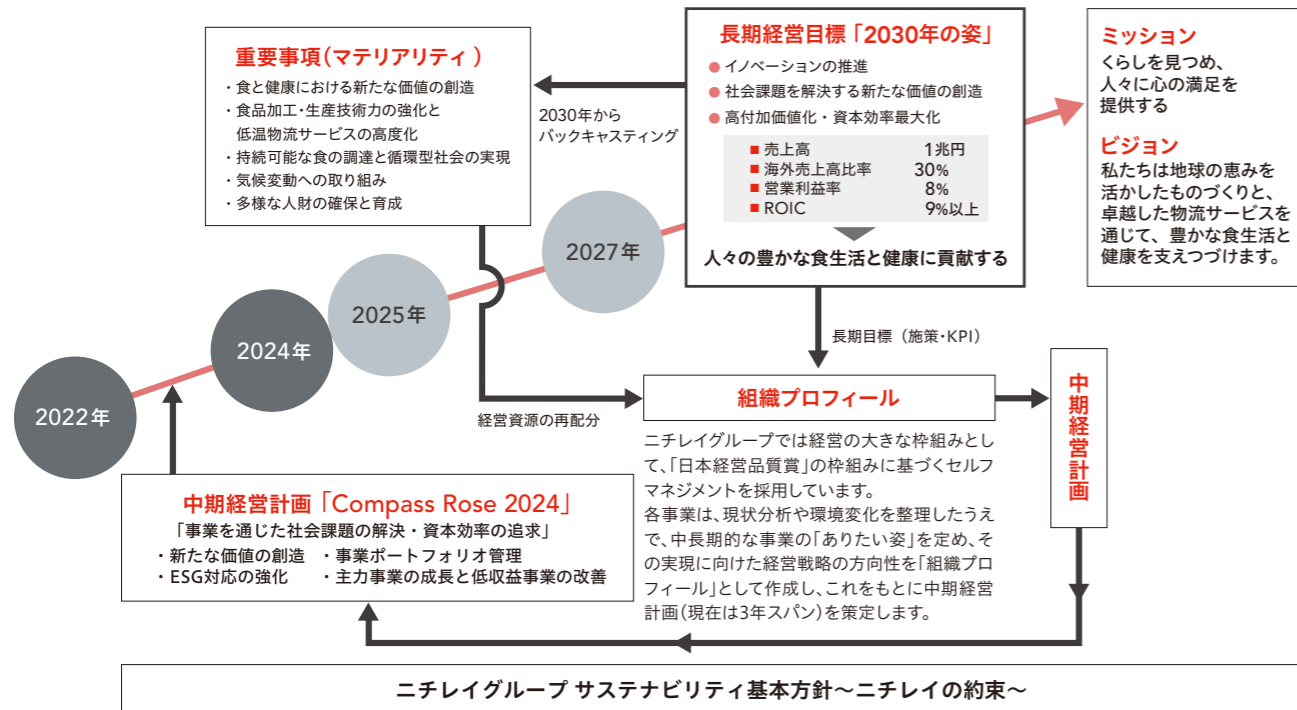 重要事項(マテリアリティ)
・食と健康における新たな価値の創造
・食品加工・生産技術力の強化と
低温物流サービスの高度化
・持続可能な食の調達と循環型社会の実現
・気候変動への取り組み
・多様な人財の確保と育成
2030年から
バックキャスティング
長期経営目標「2030年の姿」
● イノベーションの推進
● 社会課題を解決する新たな価値の創造
● 高付加価値化・資本効率最大化
■ 売上高 1兆円
■ 海外売上高比率 30%
■ 営業利益率 8%
■ ROIC 9%以上
人々の豊かな食生活と健康に貢献する
ミッション
くらしを見つめ、
人々に心の満足を
提供する
ビジョン
私たちは地球の恵みを
活かしたものづくりと、
卓越した物流サービスを
通じて、豊かな食生活と
健康を支えつづけます。
2022年
2024年
2025年
2027年
長期目標(施策・KPI)
経営資源の再配分
組織プロフィール
ニチレイグループでは経営の大きな枠組みとし
て、「日本経営品質賞」の枠組みに基づくセルフ
マネジメントを採用しています。
各事業は、現状分析や環境変化を整理したうえ
で、中長期的な事業の「ありたい姿」を定め、そ
の実現に向けた経営戦略の方向性を「組織プロ
フィール」として作成し、これをもとに中期経営
計画(現在は3年スパン)を策定します。
中期経営計画
中期経営計画「Compass Rose 2024」
「事業を通じた社会課題の解決・資本効率の追求」
・新たな価値の創造 ・事業ポートフォリオ管理
・ESG対応の強化 ・主力事業の成長と低収益事業の改善
ニチレイグループ サステナビリティ基本方針~ニチレイの約束~